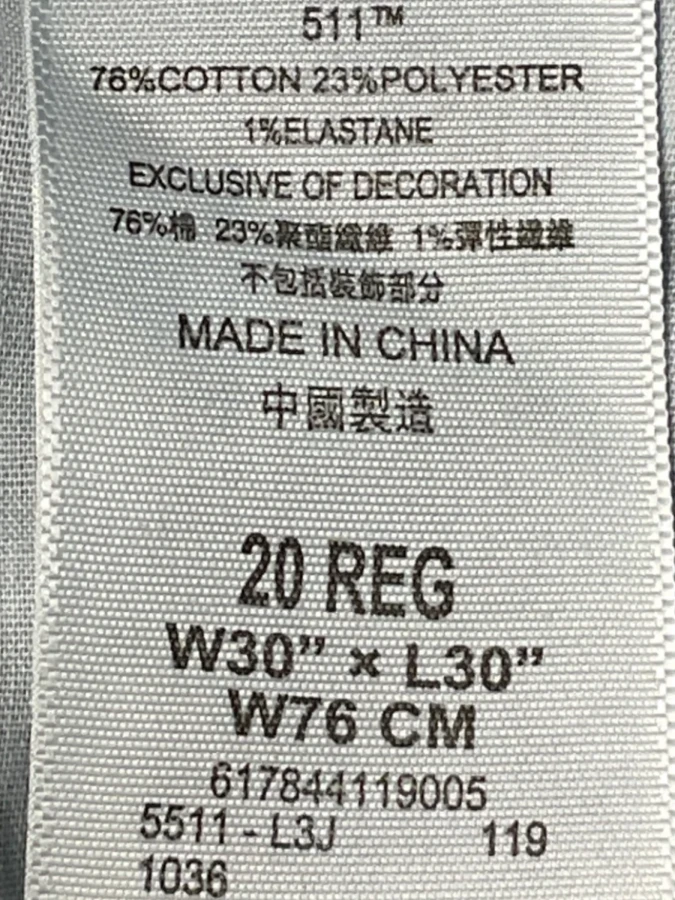 511™
76%COTTON 23%POLYESTER
1%ELASTANE
EXCLUSIVE OF DECORATION
76%棉 23%聚酯纖維 1%彈性纖維
不包括裝飾部分
MADE IN CHINA
中國製造
20 REG
W30” × L30”
W76 CM
617844119005
5511 - L3J 119
1036